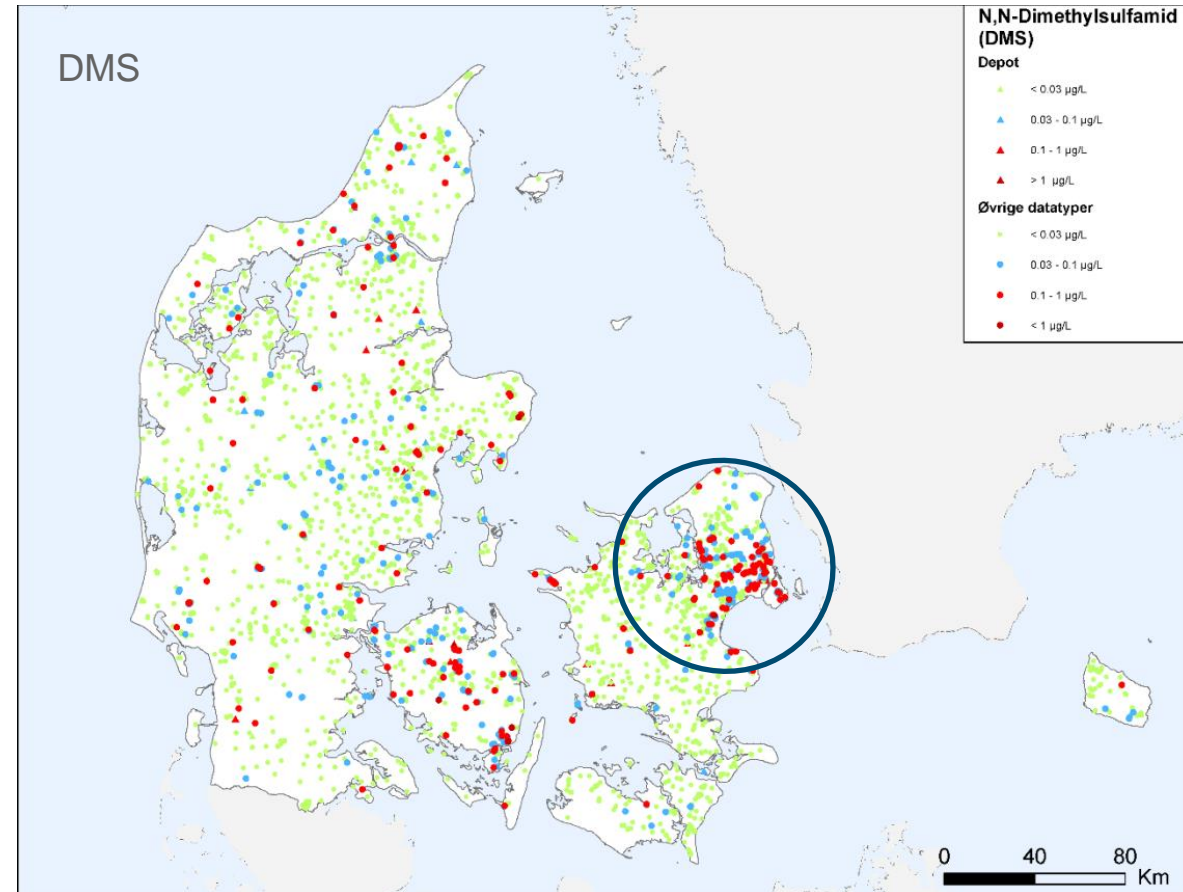 DMS
N,N-Dimethylsulfamid
(DMS)
Depot
< 0.03 µg/L
0.03 - 0.1 µg/L
0.1 - 1 µg/L
> 1 µg/L
Øvrige datatyper
< 0.03 µg/L
0.03 - 0.1 µg/L
0.1 - 1 µg/L
< 1 µg/L
0 40 80
Km